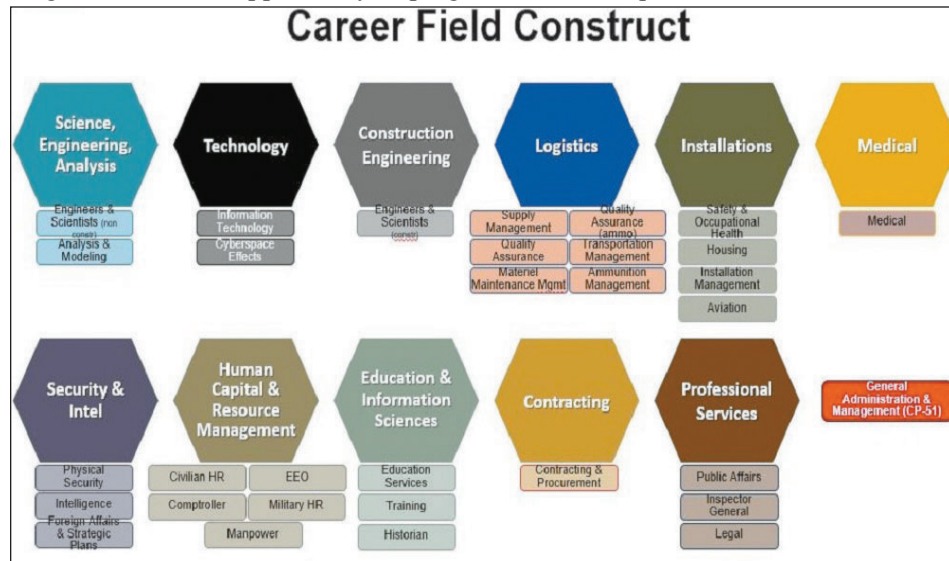 Career Field Construct
Science,
Engineering,
Analysis
Technology
Construction
Engineering
Logistics
Installations
Medical
Engineers &
Scientists (non
constr)
Analysis &
Modeling
Information
Technology
Cyberspace
Effects
Engineers &
Scientists (constr)
Supply
Management
Quality
Assurance
(ammo)
Quality
Assurance
Transportation
Management
Materiel
Maintenance Mgmt
Ammunition
Management
Safety &
Occupational
Health
Housing
Installation
Management
Aviation
Medical
Security &
Intel
Human
Capital &
Resource
Management
Education &
Information
Sciences
Contracting
Professional
Services
General
Administration &
Management (CP-51)
Physical
Security
Intelligence
Foreign Affairs
& Strategic
Plans
Civilian HR
EEO
Comptroller
Military HR
Manpower
Education
Services
Training
Historian
Contracting &
Procurement
Public Affairs
Inspector
General
Legal